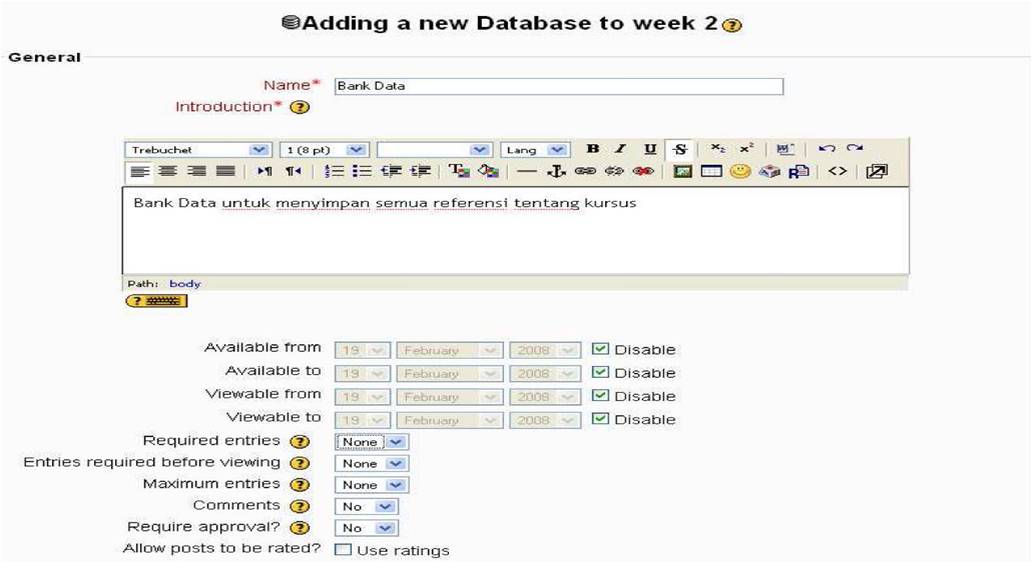 Adding a new Database to week 2 ?
General
Name* Bank Data
Introduction* ?
Trebuchet 1 (8 pt) Lang B I U S x2 x2
Bank Data untuk menyimpan semua referensi tentang kursus
Path: body
?
Available from 19 February 2008 Disable
Available to 19 February 2008 Disable
Viewable from 19 February 2008 Disable
Viewable to 19 February 2008 Disable
Required entries ? None
Entries required before viewing ? None
Maximum entries ? None
Comments ? No
Require approval? ? No
Allow posts to be rated? Use ratings